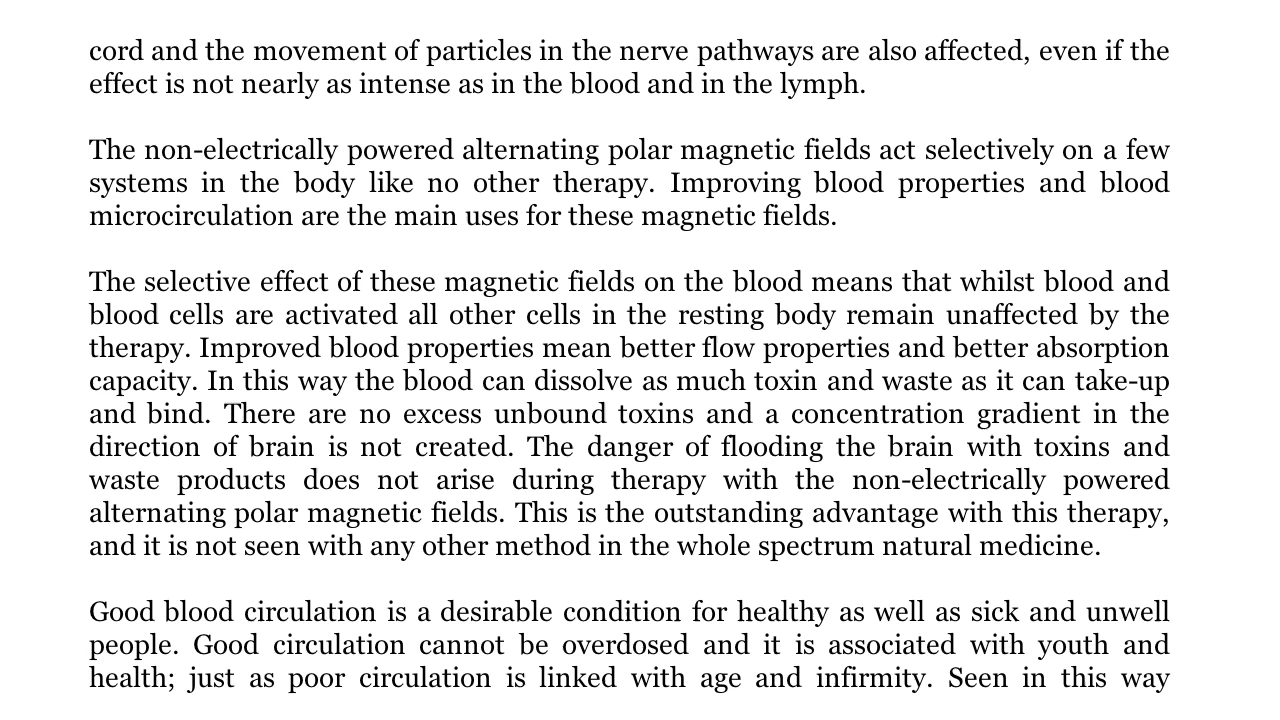 cord and the movement of particles in the nerve pathways are also affected, even if the
effect is not nearly as intense as in the blood and in the lymph.
The non-electrically powered alternating polar magnetic fields act selectively on a few
systems in the body like no other therapy. Improving blood properties and blood
microcirculation are the main uses for these magnetic fields.
The selective effect of these magnetic fields on the blood means that whilst blood and
blood cells are activated all other cells in the resting body remain unaffected by the
therapy. Improved blood properties mean better flow properties and better absorption
capacity. In this way the blood can dissolve as much toxin and waste as it can take-up
and bind. There are no excess unbound toxins and a concentration gradient in the
direction of brain is not created. The danger of flooding the brain with toxins and
waste products does not arise during therapy with the non-electrically powered
alternating polar magnetic fields. This is the outstanding advantage with this therapy,
and it is not seen with any other method in the whole spectrum natural medicine.
Good blood circulation is a desirable condition for healthy as well as sick and unwell
people. Good circulation cannot be overdosed and it is associated with youth and
health; just as poor circulation is linked with age and infirmity. Seen in this way